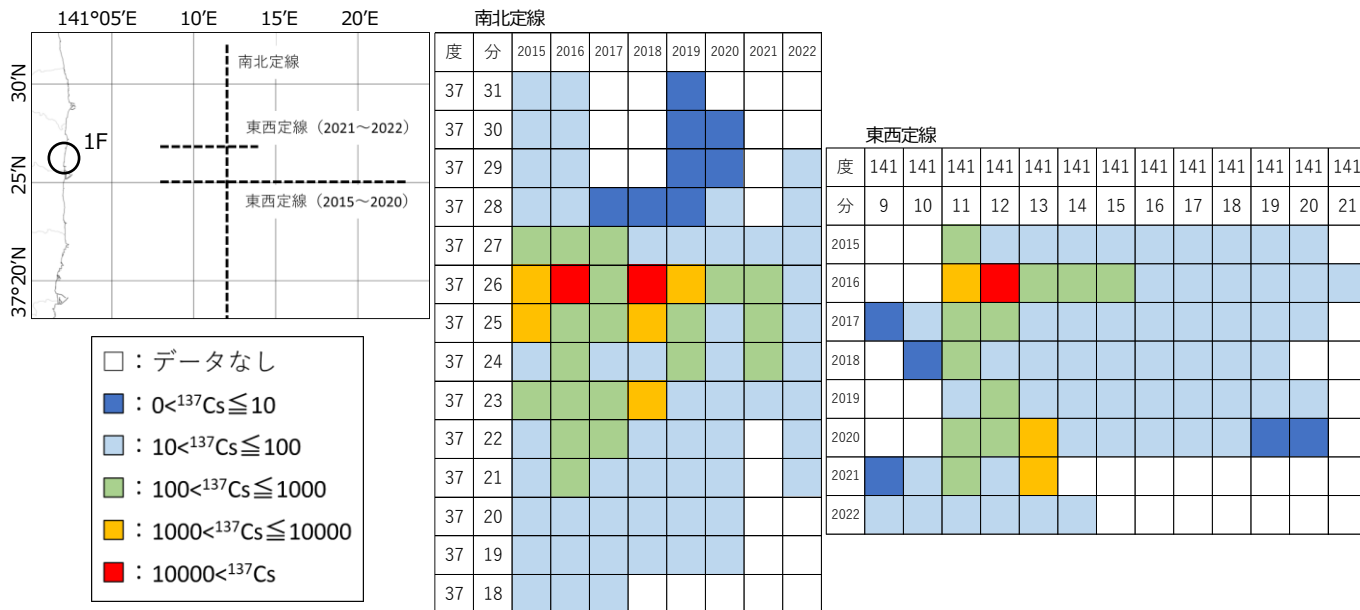 141°05′E 10′E 15′E 20′E
30′N
25′N
37°20′N
1F
南北定線
東西定線（2021～2022）
東西定線（2015～2020）
□：データなし
：0<¹³⁷Cs≦10
：10<¹³⁷Cs≦100
：100<¹³⁷Cs≦1000
：1000<¹³⁷Cs≦10000
：10000<¹³⁷Cs
南北定線
度 分 2015 2016 2017 2018 2019 2020 2021 2022
37 31
37 30
37 29
37 28
37 27
37 26
37 25
37 24
37 23
37 22
37 21
37 20
37 19
37 18
東西定線
度 141 141 141 141 141 141 141 141 141 141 141 141 141
分 9 10 11 12 13 14 15 16 17 18 19 20 21
2015
2016
2017
2018
2019
2020
2021
2022